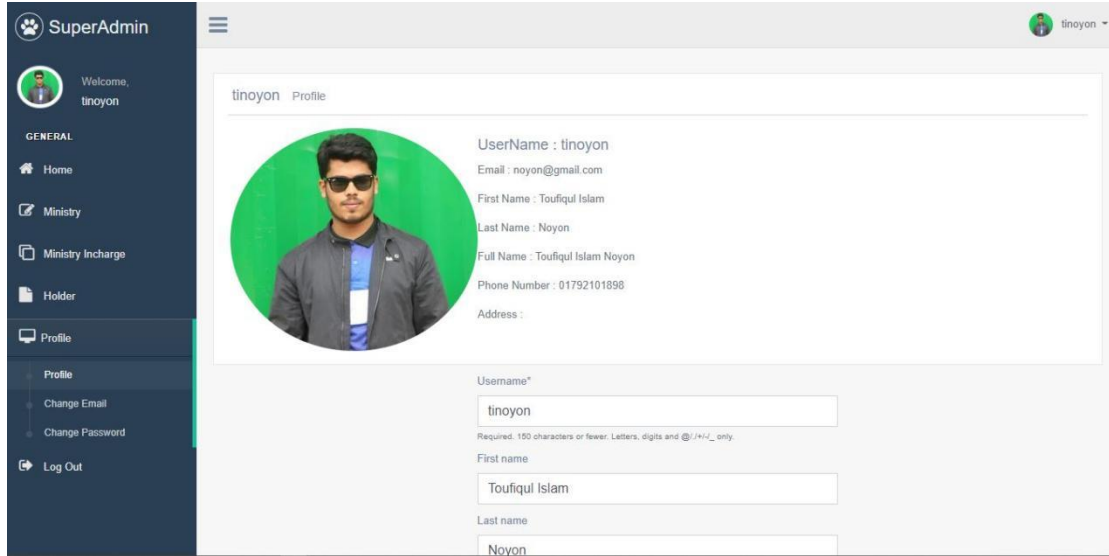 SuperAdmin
tinoyon
Welcome,
tinoyon
GENERAL
Home
Ministry
Ministry Incharge
Holder
Profile
Profile
Change Email
Change Password
Log Out
tinoyon Profile
UserName : tinoyon
Email : noyon@gmail.com
First Name : Toufiqul Islam
Last Name : Noyon
Full Name : Toufiqul Islam Noyon
Phone Number : 01792101898
Address :
Username*
tinoyon
Required. 150 characters or fewer. Letters, digits and @/./+/-/_ only.
First name
Toufiqul Islam
Last name
Noyon